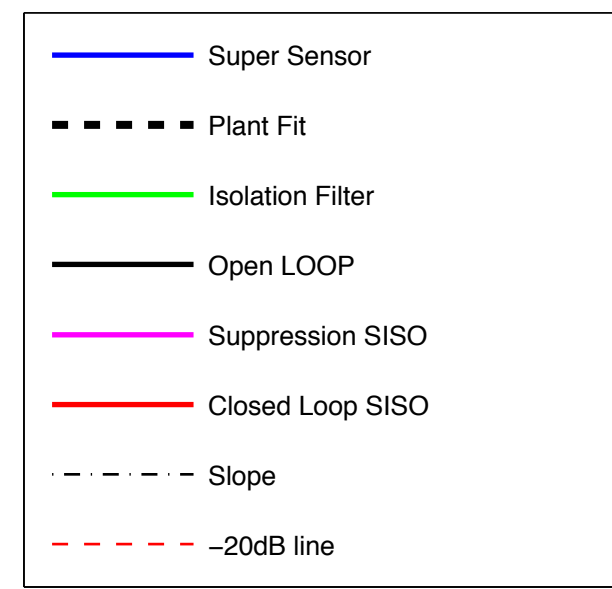 Super Sensor
Plant Fit
Isolation Filter
Open LOOP
Suppression SISO
Closed Loop SISO
Slope
−20dB line